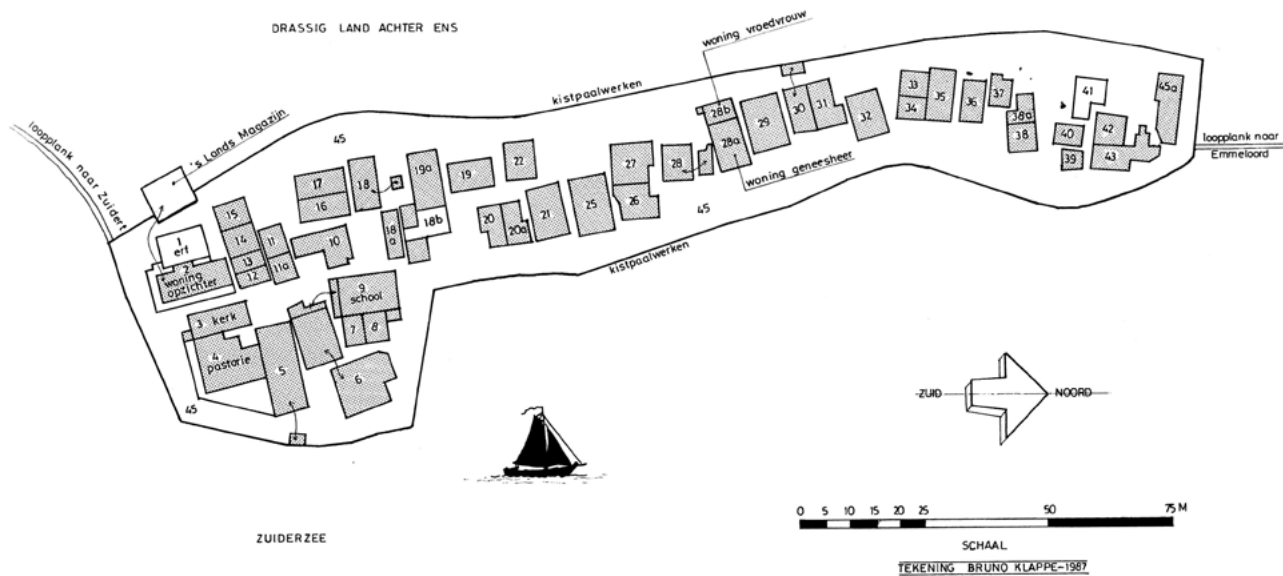 DRASSIG LAND ACHTER ENS
woning vroedvrouw
kistpaalwerken
loopplank naar Zuidert
's Lands Magazijn
45
1
erf
2
woning
opzichter
3 kerk
4
pastorie
5
6
7
8
9
school
10
11
11a
12
13
14
15
16
17
18
18a
18b
19a
19
20
20a
21
22
25
26
27
28
28b
28a
29
30
31
32
33
34
35
36
37
38a
38
39
40
41
42
43
45a
loopplank naar
Emmeloord
woning geneesheer
45
kistpaalwerken
45
ZUID
NOORD
0 5 10 15 20 25 50 75 M
SCHAAL
TEKENING BRUNO KLAPPE-1987
ZUIDERZEE